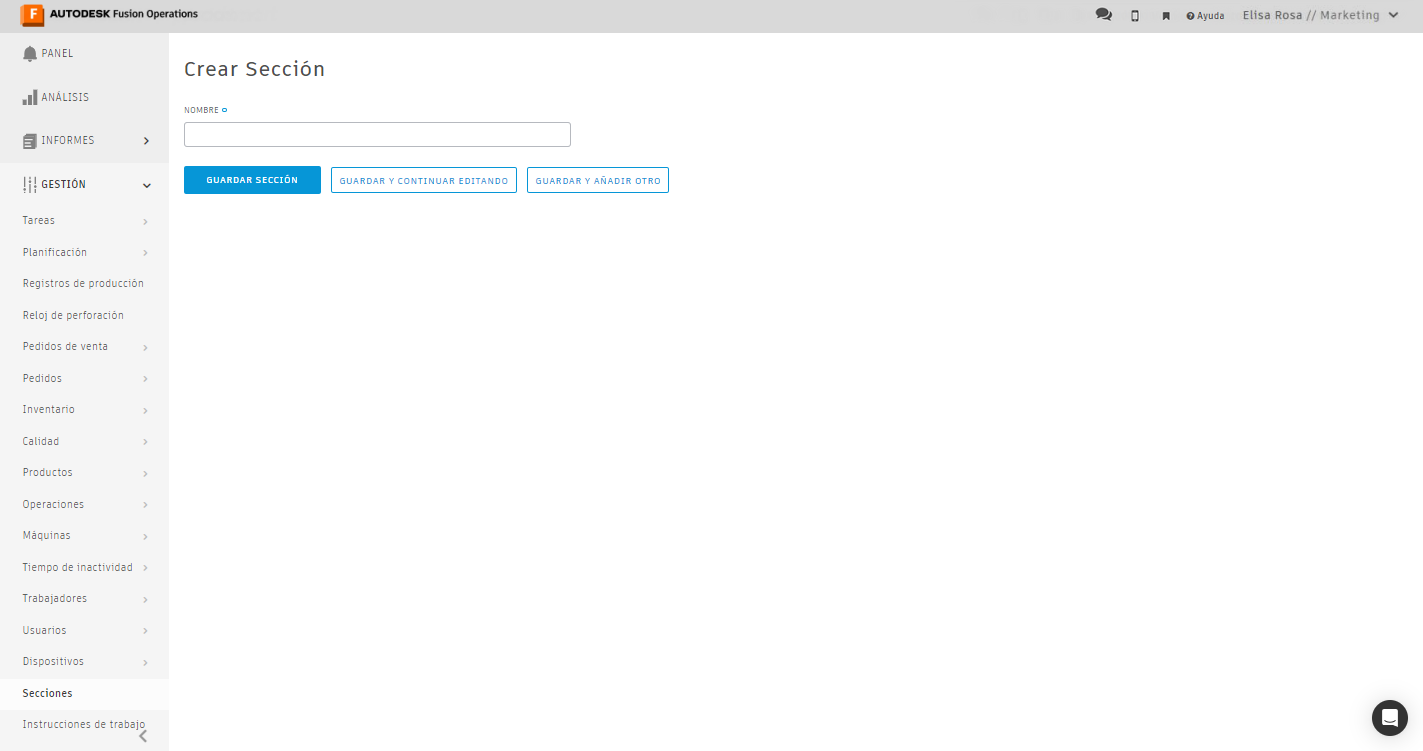 F AUTODESK Fusion Operations
Ayuda
Elisa Rosa // Marketing
PANEL
ANÁLISIS
INFORMES
GESTIÓN
Tareas
Planificación
Registros de producción
Reloj de perforación
Pedidos de venta
Pedidos
Inventario
Calidad
Productos
Operaciones
Máquinas
Tiempo de inactividad
Trabajadores
Usuarios
Dispositivos
Secciones
Instrucciones de trabajo
Crear Sección
NOMBRE
GUARDAR SECCIÓN
GUARDAR Y CONTINUAR EDITANDO
GUARDAR Y AÑADIR OTRO